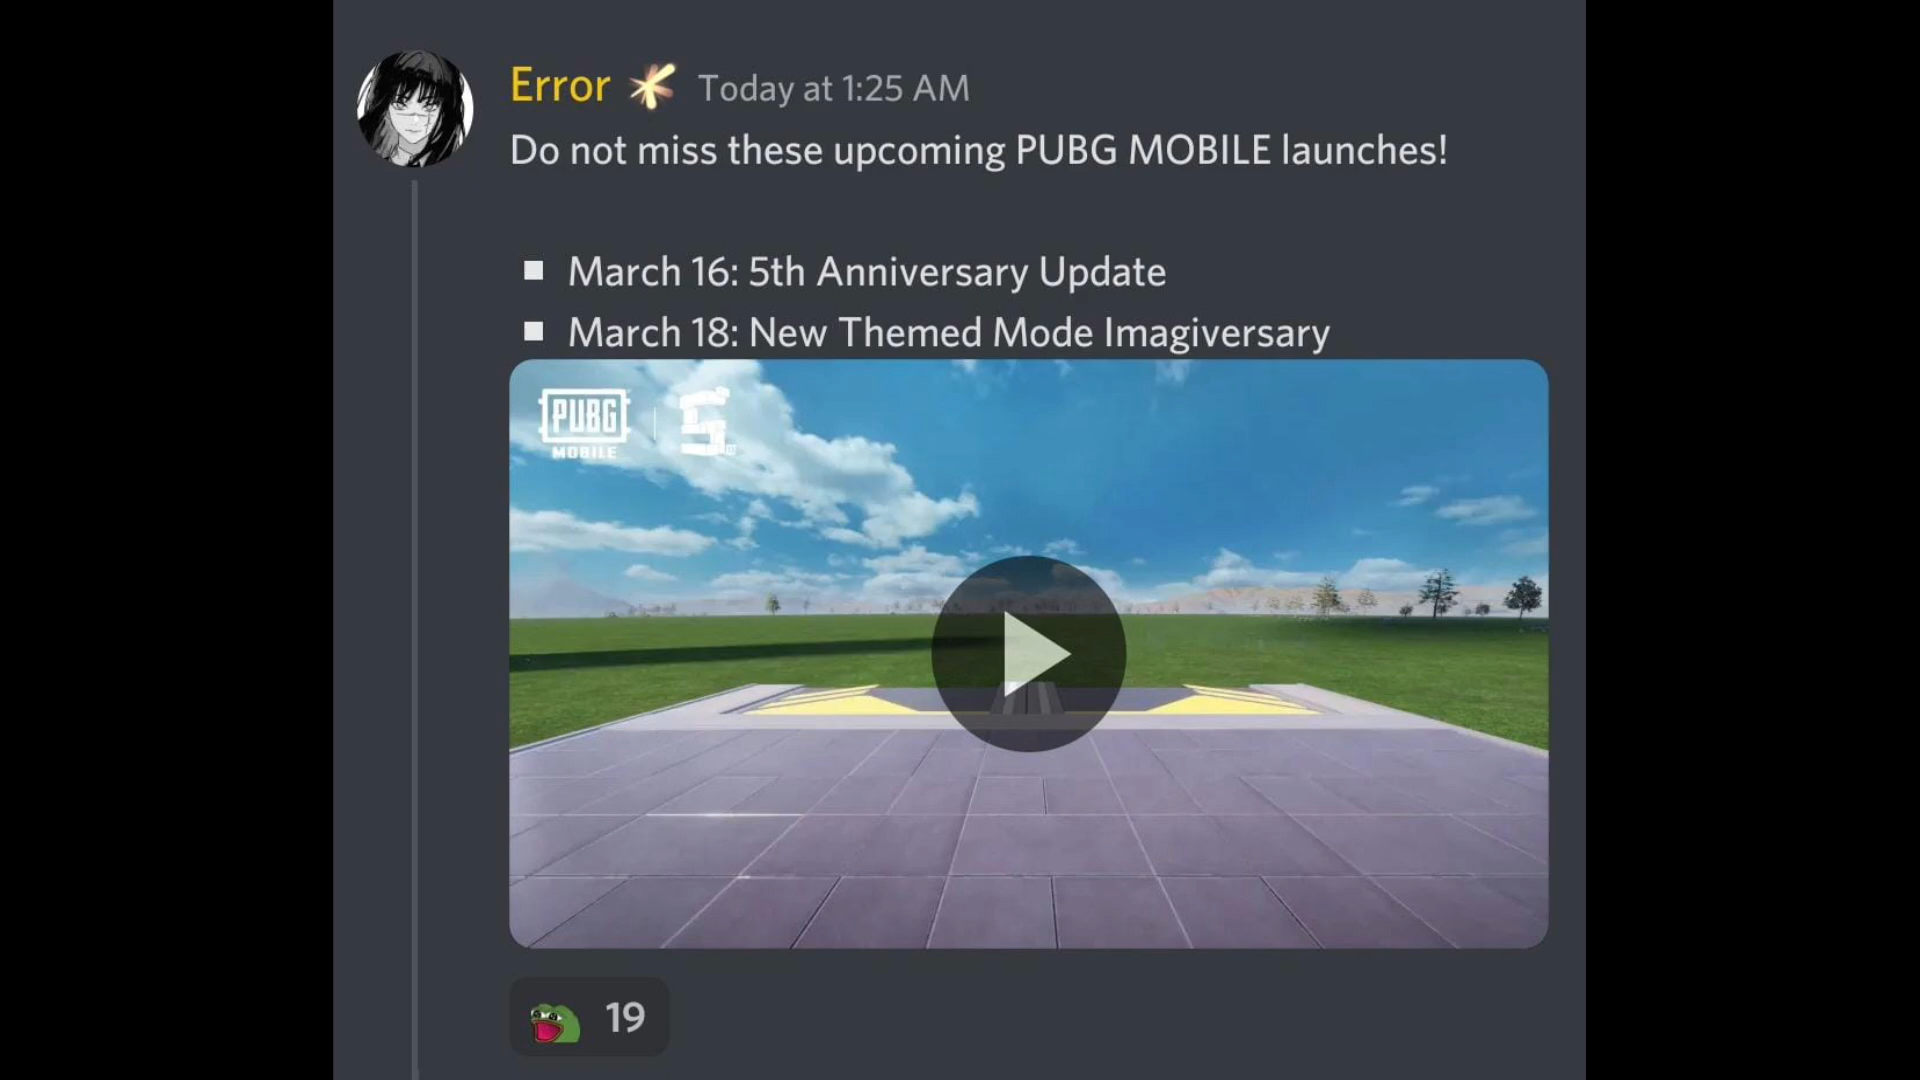 Error Today at 1:25 AM
Do not miss these upcoming PUBG MOBILE launches!
▪ March 16: 5th Anniversary Update
▪ March 18: New Themed Mode Imagiversary
PUBG
MOBILE
5
19